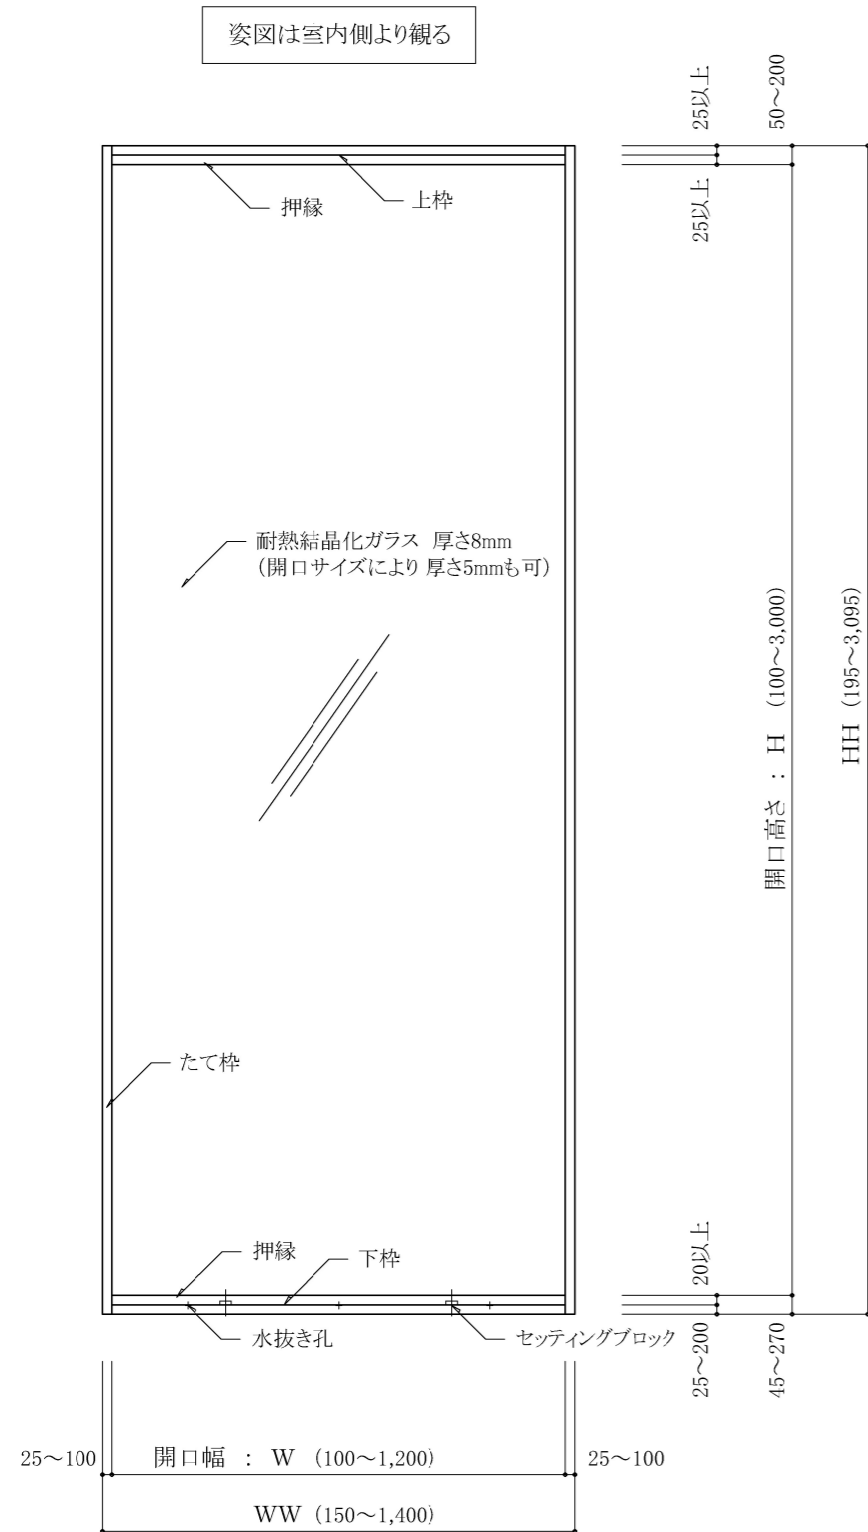 姿図は室内側より観る
25以上
50～200
25以上
押縁
上枠
耐熱結晶化ガラス 厚さ8mm
（開口サイズにより 厚さ5mmも可）
開口高さ ： H （100～3,000）
HH （195～3,095）
たて枠
押縁
下枠
20以上
水抜き孔
セッティングブロック
25～200
45～270
25～100
開口幅 ： W （100～1,200）
25～100
WW （150～1,400）